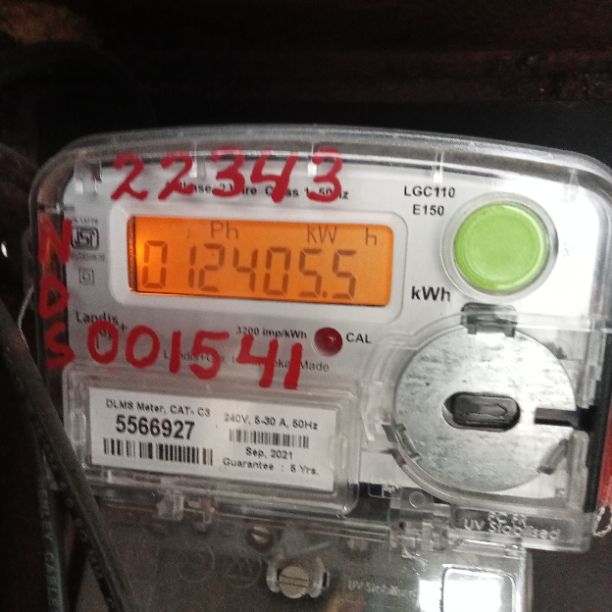 22343
LGC110
E150
Ph kW h
012405.5
kWh
NDS
001541
3200 imp/kWh
CAL
Landis+
Made
DLMS Meter, CAT- C3
5566927
240V, 5-30 A, 50Hz
Sep, 2021
Guarantee : 5 Yrs.
UV Stabilised